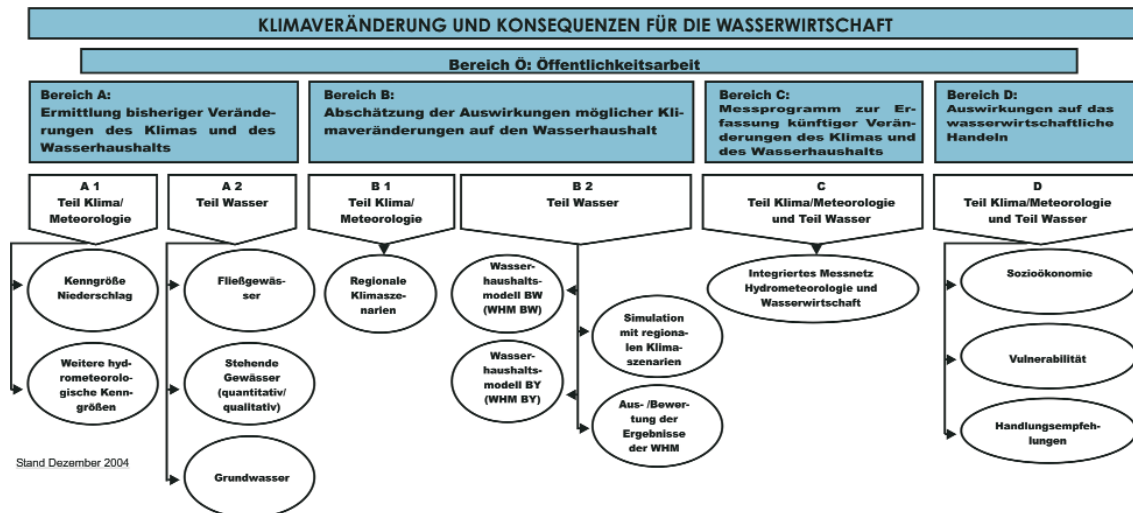 KLIMAVERÄNDERUNG UND KONSEQUENZEN FÜR DIE WASSERWIRTSCHAFT
Bereich Ö: Öffentlichkeitsarbeit
Bereich A:
Ermittlung bisheriger Verände-
rungen des Klimas und des
Wasserhaushalts
Bereich B:
Abschätzung der Auswirkungen möglicher Kli-
maveränderungen auf den Wasserhaushalt
Bereich C:
Messprogramm zur Er-
fassung künftiger Verän-
derungen des Klimas und
des Wasserhaushalts
Bereich D:
Auswirkungen auf das
wasserwirtschaftliche
Handeln
A 1
Teil Klima/
Meteorologie
A 2
Teil Wasser
B 1
Teil Klima/
Meteorologie
B 2
Teil Wasser
C
Teil Klima/Meteorologie
und Teil Wasser
D
Teil Klima/Meteorologie
und Teil Wasser
Kenngröße
Niederschlag
Weitere hyd-
rometeorolo-
gische Kenn-
größen
Fließgewäs-
ser
Stehende
Gewässer
(quantitativ/
qualitativ)
Grundwasser
Regionale
Klimasze-
narien
Wasser-
haushalts-
modell BW
(WHM BW)
Wasser-
haushalts-
modell BY
(WHM BY)
Simulation
mit regiona-
len Klima-
szenarien
Aus- /Bewer-
tung der
Ergebnisse
der WHM
Integriertes Messnetz
Hydrometeorologie und
Wasserwirtschaft
Sozioökonomie
Vulnerabilität
Handlungsempfeh-
lungen
Stand Dezember 2004